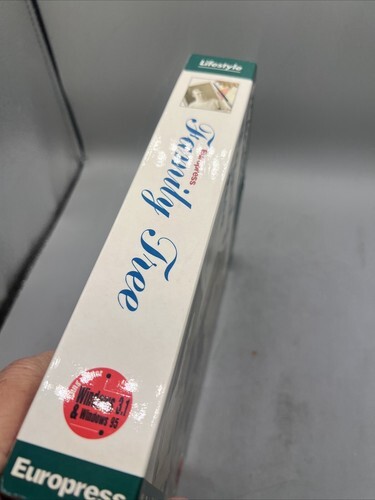 Lifestyle
Europress
Family Tree
Windows 3.1
& Windows 95
Europress